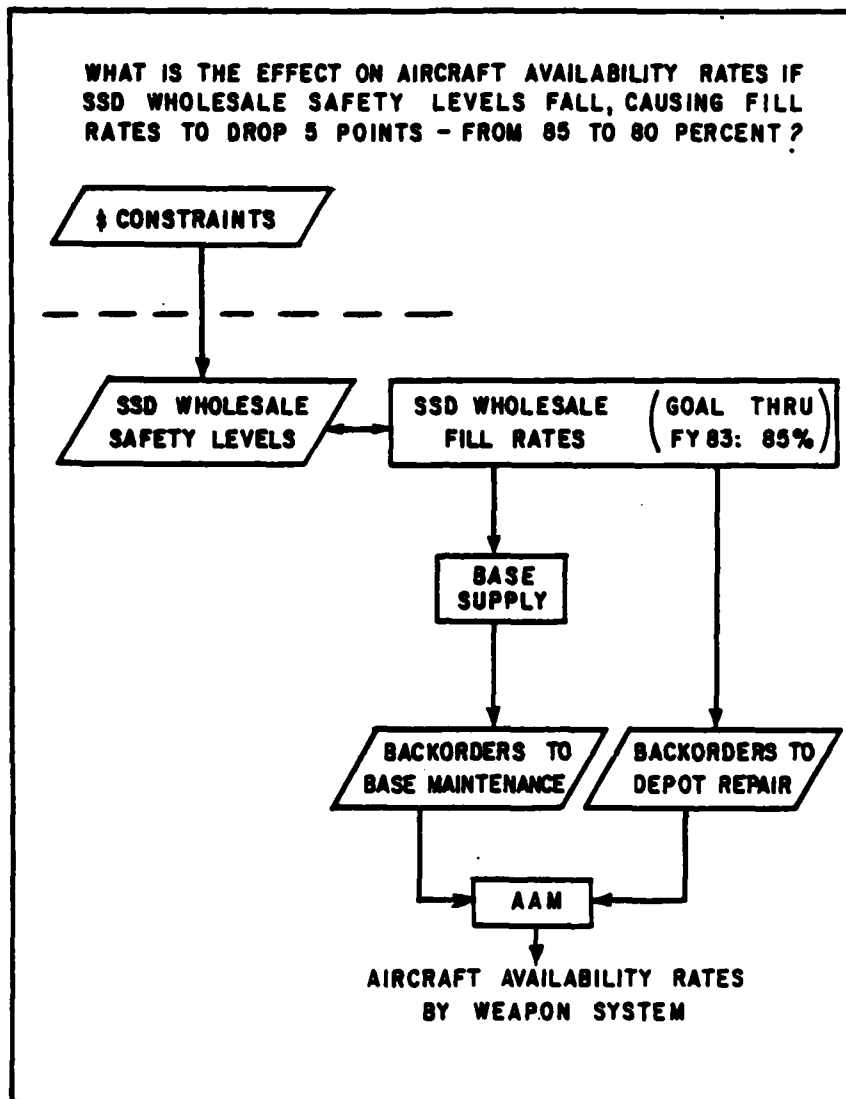 WHAT IS THE EFFECT ON AIRCRAFT AVAILABILITY RATES IF
SSD WHOLESALE SAFETY LEVELS FALL, CAUSING FILL
RATES TO DROP 5 POINTS - FROM 85 TO 80 PERCENT?
$ CONSTRAINTS
SSD WHOLESALE
SAFETY LEVELS
SSD WHOLESALE
FILL RATES
(GOAL THRU
FY 83: 85%)
BASE
SUPPLY
BACKORDERS TO
BASE MAINTENANCE
BACKORDERS TO
DEPOT REPAIR
AAM
AIRCRAFT AVAILABILITY RATES
BY WEAPON SYSTEM